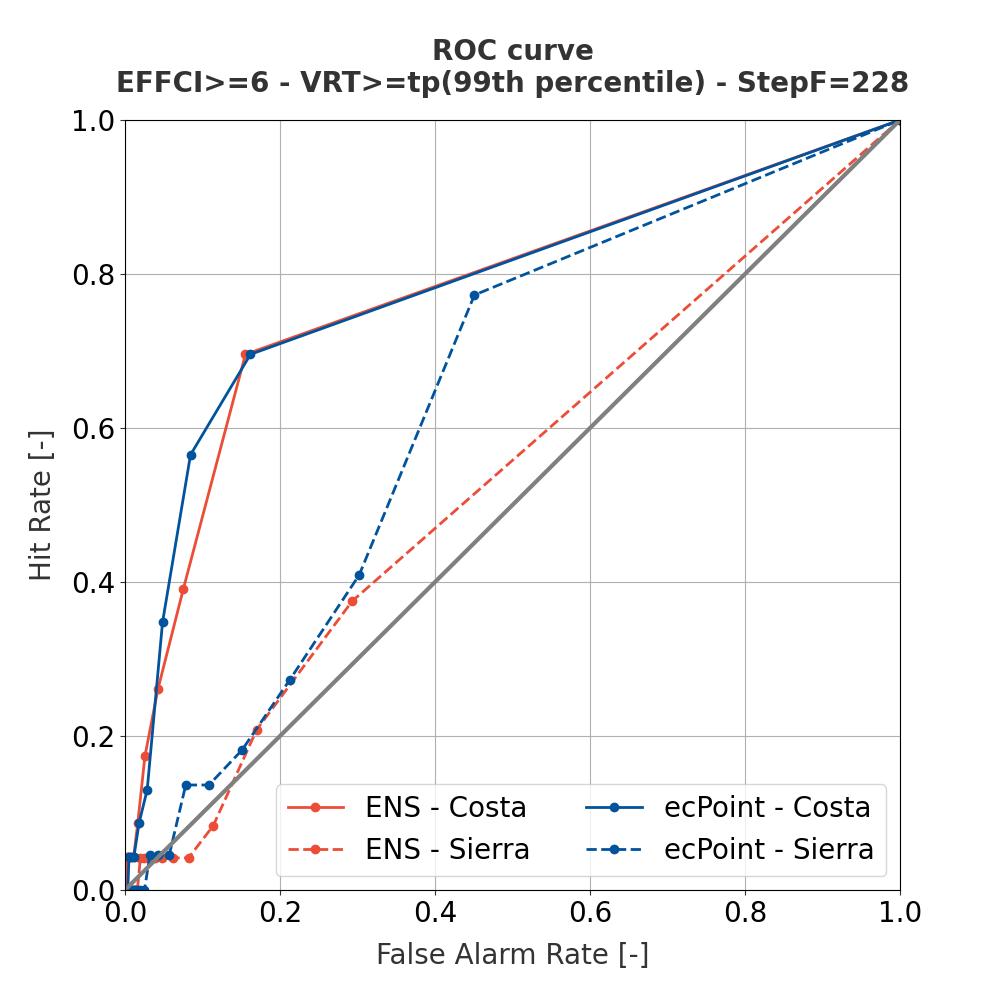 ROC curve
EFFCI>=6 - VRT>=tp(99th percentile) - StepF=228
1.0
0.8
0.6
0.4
0.2
0.0
Hit Rate [-]
ENS - Costa
ecPoint - Costa
ENS - Sierra
ecPoint - Sierra
0.0 0.2 0.4 0.6 0.8 1.0
False Alarm Rate [-]